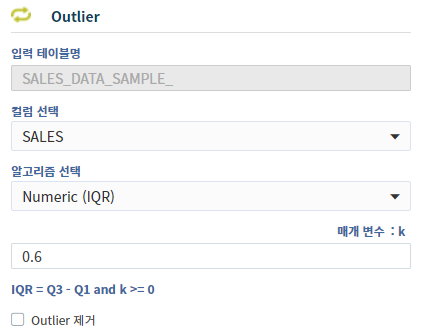 Outlier
입력 테이블명
SALES_DATA_SAMPLE_
컬럼 선택
SALES
알고리즘 선택
Numeric (IQR)
매개 변수 : k
0.6
IQR = Q3 - Q1 and k >= 0
Outlier 제거